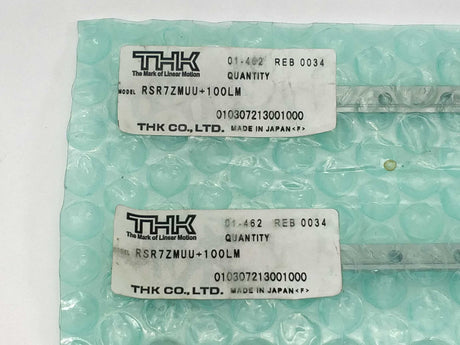 THK 01-462 REB 0034
The Mark of Linear Motion QUANTITY
MODEL RSR7ZMUU+100LM
010307213001000
THK CO., LTD. MADE IN JAPAN <F>
THK 01-462 REB 0034
The Mark of Linear Motion QUANTITY
MODEL RSR7ZMUU+100LM
010307213001000
THK CO., LTD. MADE IN JAPAN <F>